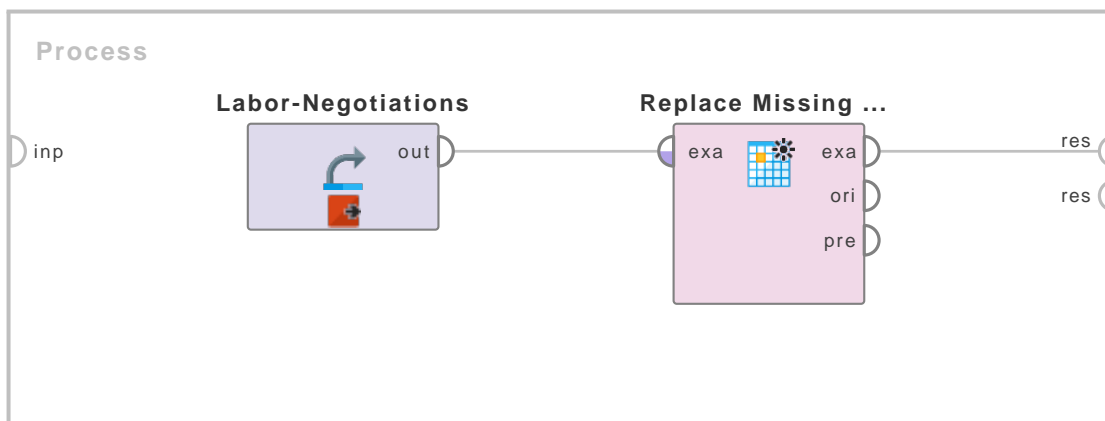 Process
Labor-Negotiations
Replace Missing ...
inp
out
exa
exa
res
ori
res
pre